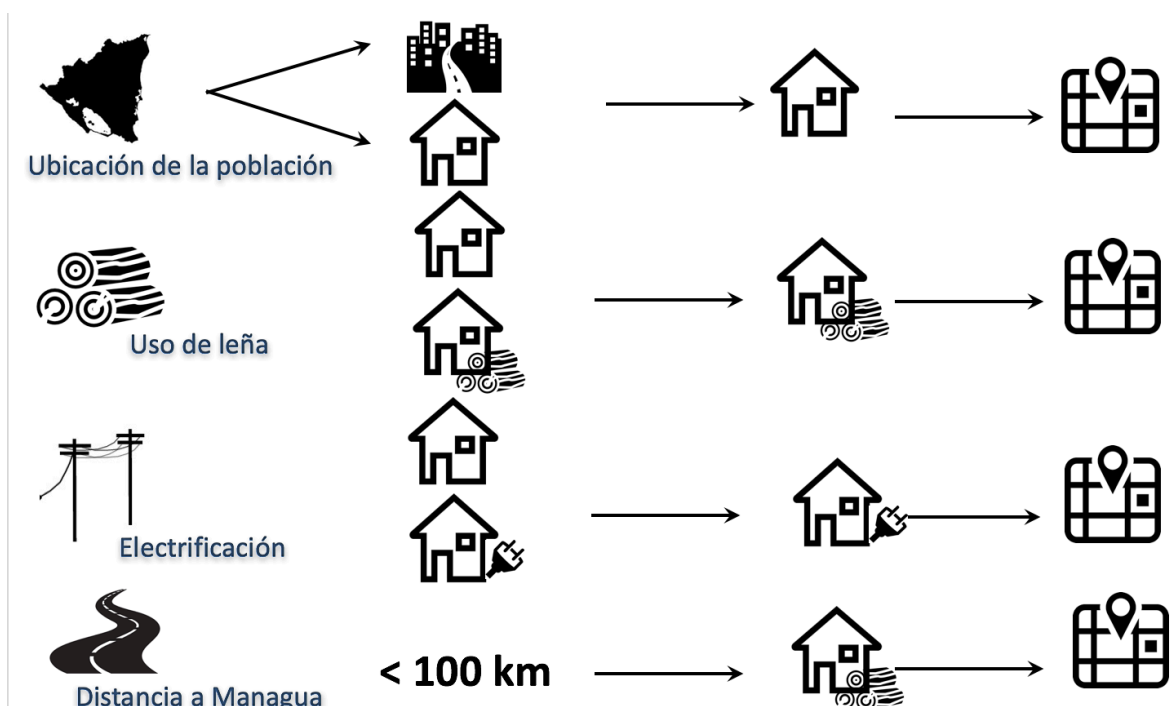 Ubicación de la población
Uso de leña
Electrificación
Distancia a Managua
< 100 km